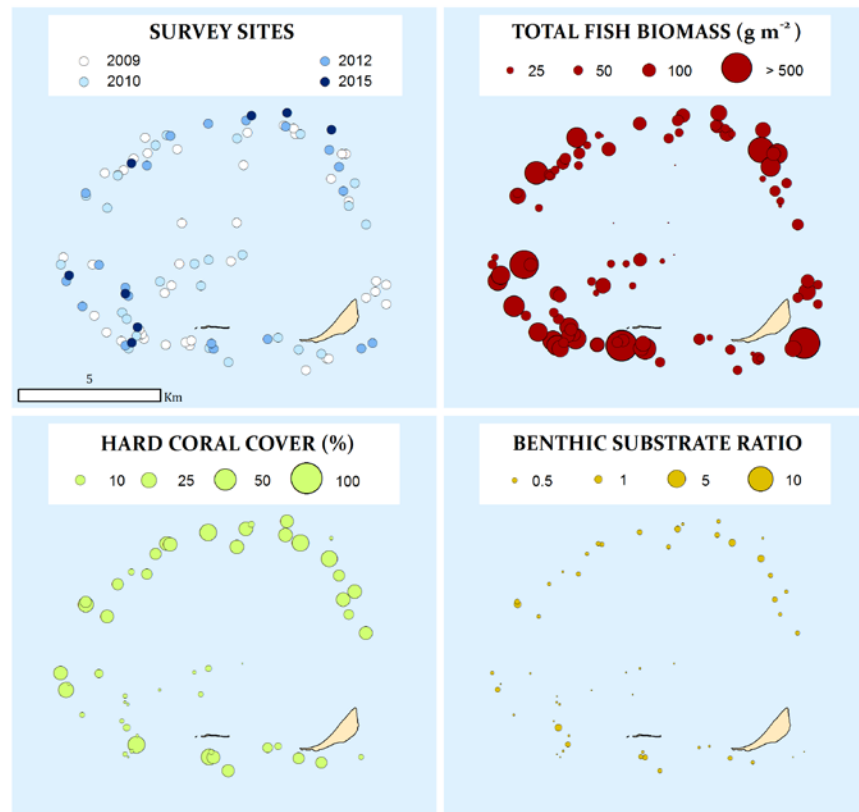 SURVEY SITES
2009 2012
2010 2015
5
Km
TOTAL FISH BIOMASS (g m⁻²)
25 50 100 > 500
HARD CORAL COVER (%)
10 25 50 100
BENTHIC SUBSTRATE RATIO
0.5 1 5 10